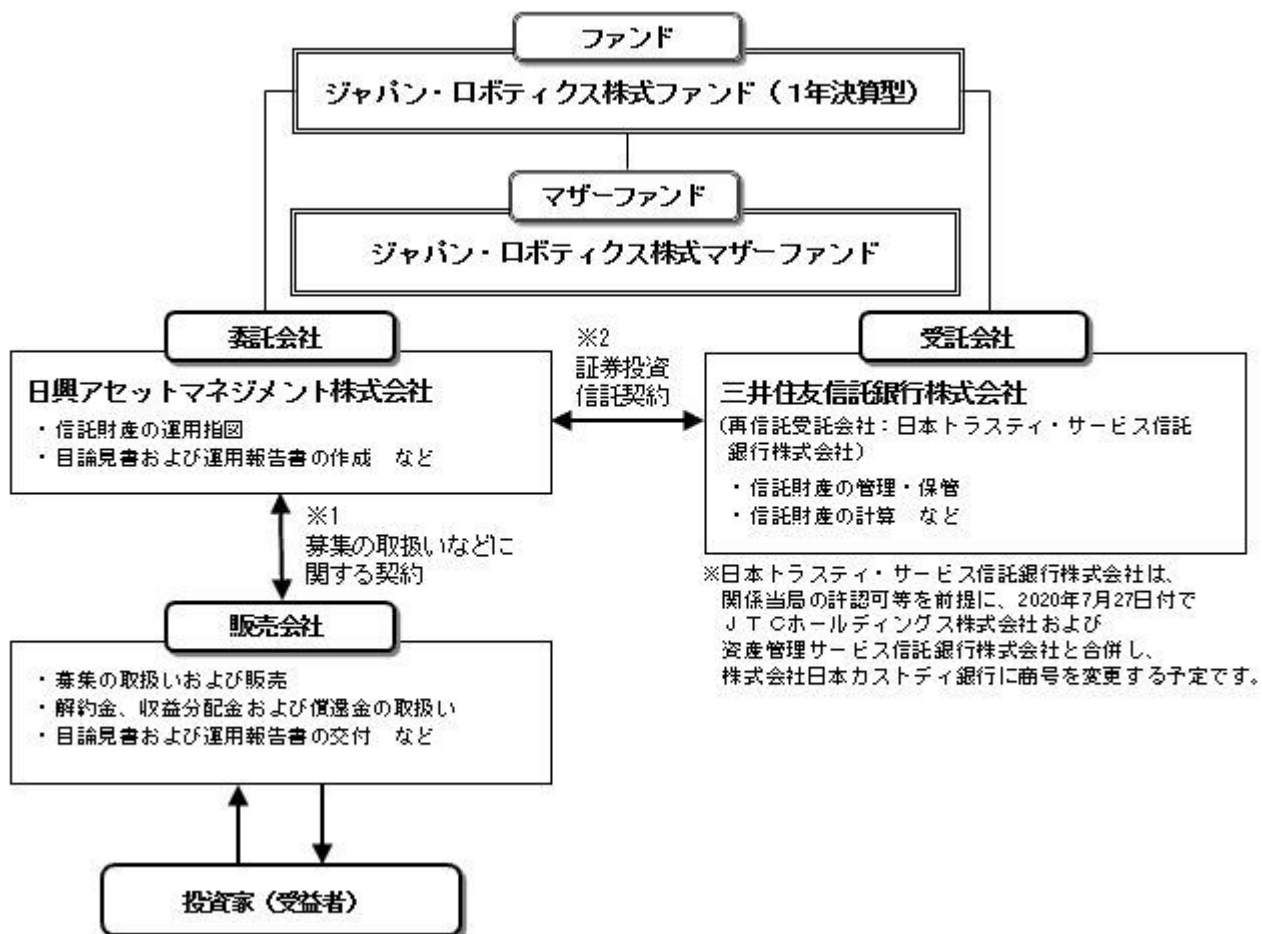 ファンド
ジャパン・ロボティクス株式ファンド（１年決算型）
マザーファンド
ジャパン・ロボティクス株式マザーファンド
委託会社
日興アセットマネジメント株式会社
・信託財産の運用指図
・目論見書および運用報告書の作成　など
※2
証券投資
信託契約
受託会社
三井住友信託銀行株式会社
（再信託受託会社：日本トラスティ・サービス信託
銀行株式会社）
・信託財産の管理・保管
・信託財産の計算　など
※1
募集の取扱いなどに
関する契約
※日本トラスティ・サービス信託銀行株式会社は、
関係当局の許認可等を前提に、2020年7月27日付で
ＪＴＣホールディングス株式会社および
資産管理サービス信託銀行株式会社と合併し、
株式会社日本カストディ銀行に商号を変更する予定です。
販売会社
・募集の取扱いおよび販売
・解約金、収益分配金および償還金の取扱い
・目論見書および運用報告書の交付　など
投資家（受益者）